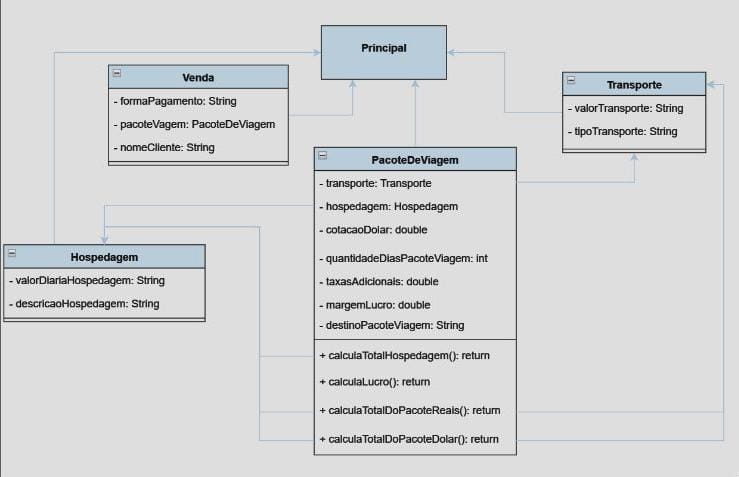 Principal
Venda
- formaPagamento: String
- pacoteVagem: PacoteDeViagem
- nomeCliente: String
Transporte
- valorTransporte: String
- tipoTransporte: String
PacoteDeViagem
- transporte: Transporte
- hospedagem: Hospedagem
- cotacaoDolar: double
- quantidadeDiasPacoteViagem: int
- taxasAdicionais: double
- margemLucro: double
- destinoPacoteViagem: String
+ calculaTotalHospedagem(): return
+ calculaLucro(): return
+ calculaTotalDoPacoteReais(): return
+ calculaTotalDoPacoteDolar(): return
Hospedagem
- valorDiariaHospedagem: String
- descricaoHospedagem: String